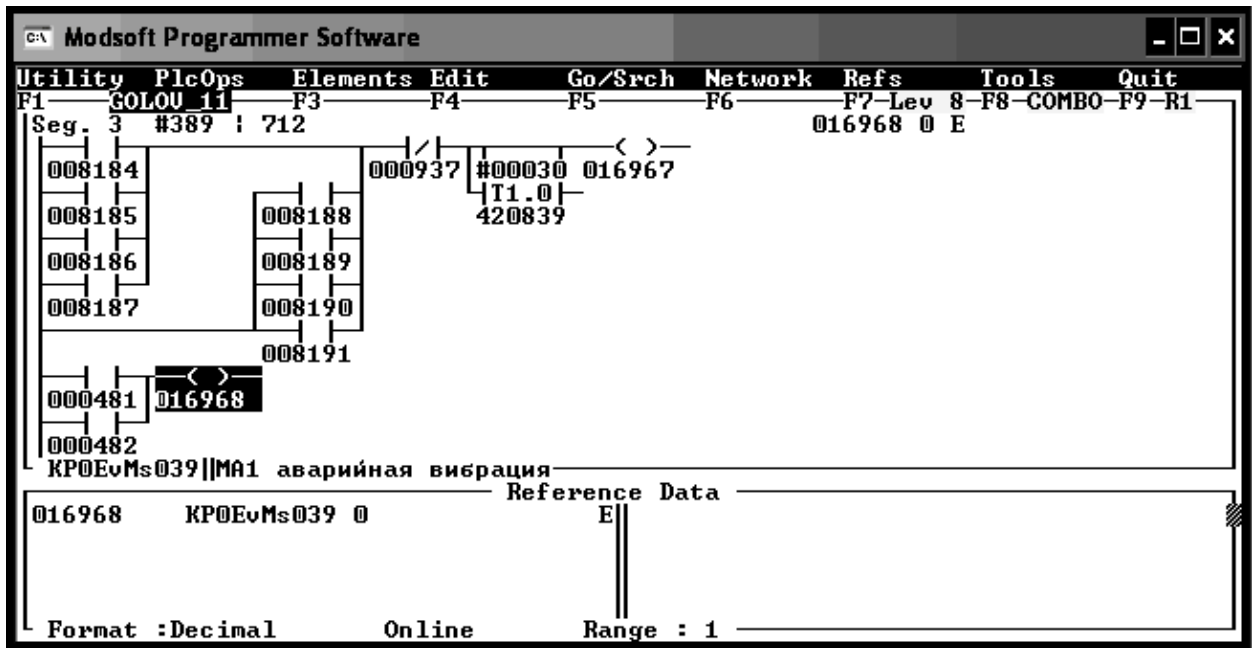 Modsoft Programmer Software
Utility PlcOps Elements Edit Go/Srch Network Refs Tools Quit
F1 GOLOV_11 F3 F4 F5 F6 F7 Lev 8 F8 COMBO F9 R1
Seg. 3 #389 ¦ 712 016968 0 E
008184 000937 #00030 016967
T1.0
008185 008188 420839
008186 008189
008187 008190
008191
000481 016968
000482
KP0EvMs039||MA1 аварийная вибрация
Reference Data
016968 KP0EvMs039 0 E
Format :Decimal Online Range : 1